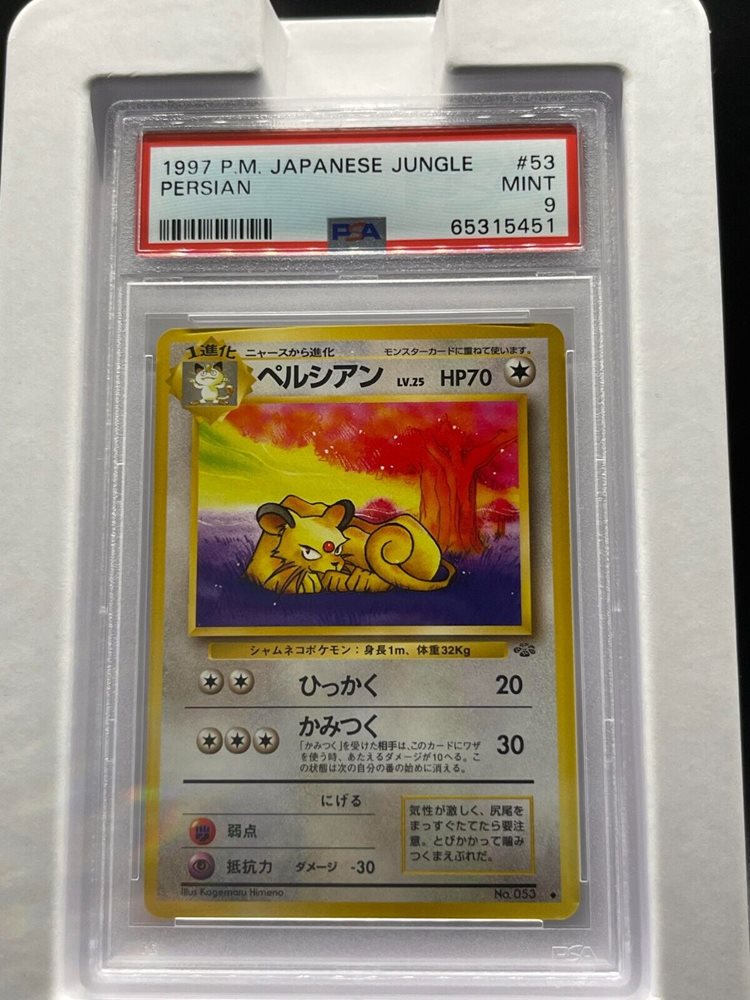 1997 P.M. JAPANESE JUNGLE #53
PERSIAN MINT
9
PSA 65315451
1進化 ニャースから進化 モンスターカードに重ねて使います。
ペルシアン LV.25 HP70
シャムネコポケモン：身長1m、体重32Kg
ひっかく 20
かみつく 30
「かみつく」を受けた相手は、このカードにワザ
を使う時、あたえるダメージが10へる。こ
の状態は次の自分の番の始めに消える。
にげる
弱点
抵抗力 ダメージ -30
気性が激しく、尻尾を
まっすぐたてたら要注
意。とびかかって噛み
つくまえぶれだ。
Illus Kagemaru Himeno No. 053
PSA